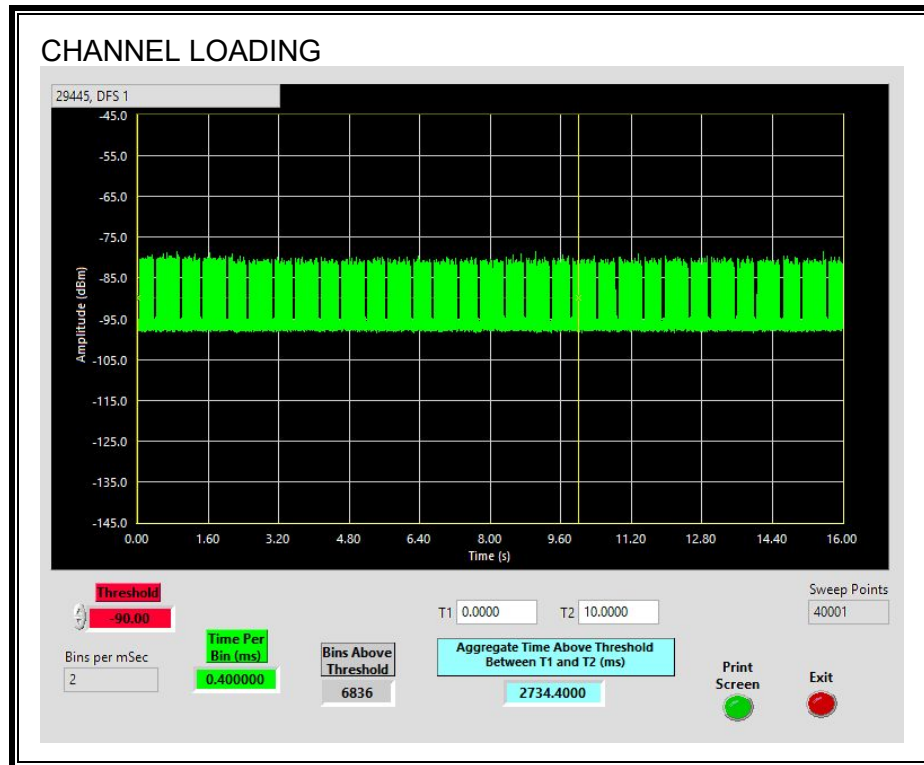 CHANNEL LOADING
29445, DFS 1
-45.0
-55.0
-65.0
-75.0
-85.0
-95.0
-105.0
-115.0
-125.0
-135.0
-145.0
Amplitude (dBm)
0.00 1.60 3.20 4.80 6.40 8.00 9.60 11.20 12.80 14.40 16.00
Time (s)
Threshold
-90.00
Bins per mSec
2
Time Per
Bin (ms)
0.400000
Bins Above
Threshold
6836
T1 0.0000 T2 10.0000
Aggregate Time Above Threshold
Between T1 and T2 (ms)
2734.4000
Sweep Points
40001
Print
Screen
Exit